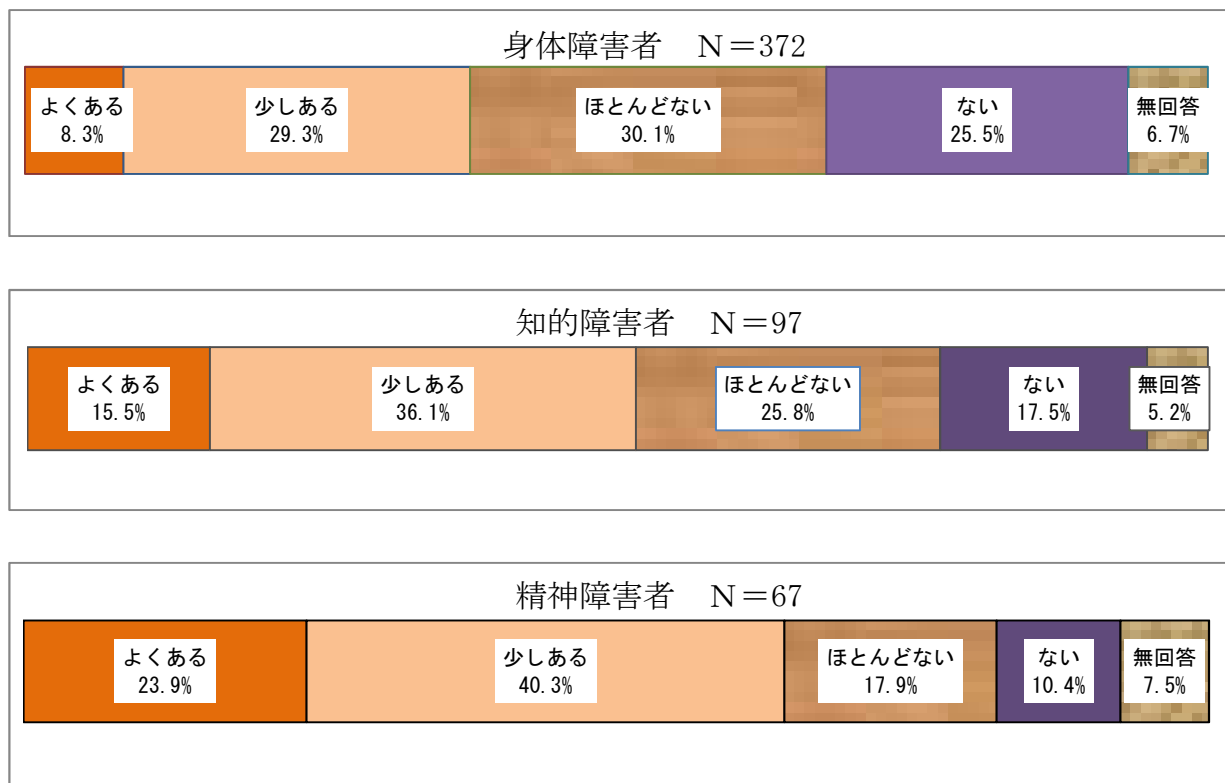 身体障害者　Ｎ＝372
よくある
8.3%
少しある
29.3%
ほとんどない
30.1%
ない
25.5%
無回答
6.7%
知的障害者　Ｎ＝97
よくある
15.5%
少しある
36.1%
ほとんどない
25.8%
ない
17.5%
無回答
5.2%
精神障害者　Ｎ＝67
よくある
23.9%
少しある
40.3%
ほとんどない
17.9%
ない
10.4%
無回答
7.5%